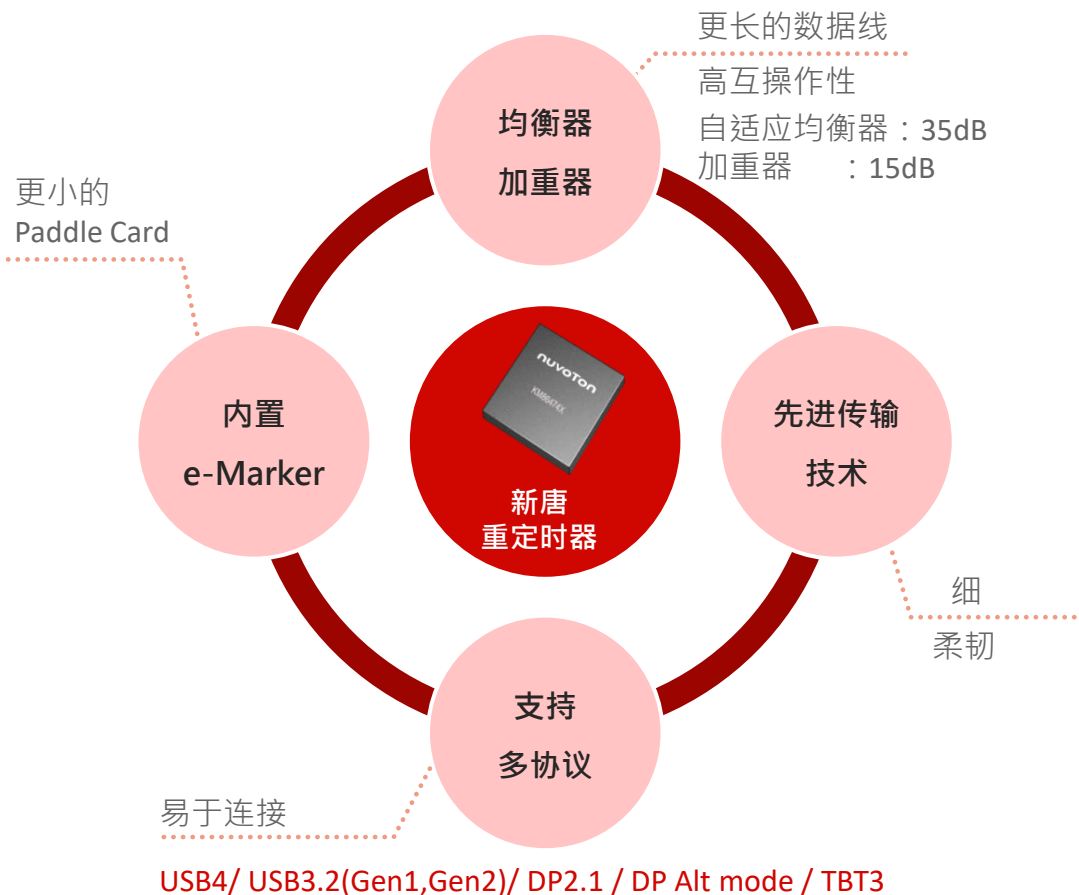 更长的数据线
高互操作性
自适应均衡器：35dB
加重器　　：15dB
均衡器
加重器
更小的
Paddle Card
内置
e-Marker
nuvoTon
KM86474X
新唐
重定时器
先进传输
技术
细
柔韧
支持
多协议
易于连接
USB4/ USB3.2(Gen1,Gen2)/ DP2.1 / DP Alt mode / TBT3